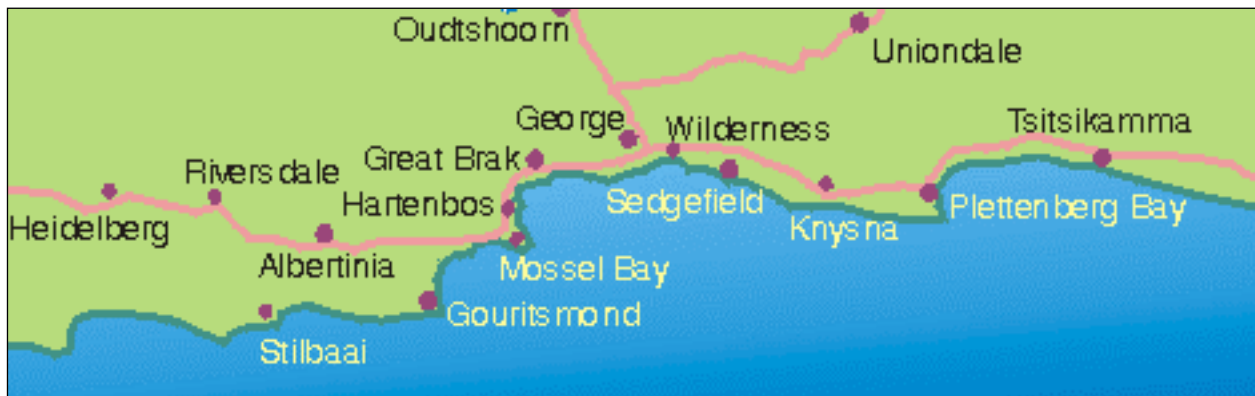 Oudtshoorn
Uniondale
George
Wilderness
Tsitsikamma
Great Brak
Riversdale
Hartenbos
Sedgefield
Plettenberg Bay
Heidelberg
Knysna
Albertinia
Mossel Bay
Gouritsmond
Stilbaai